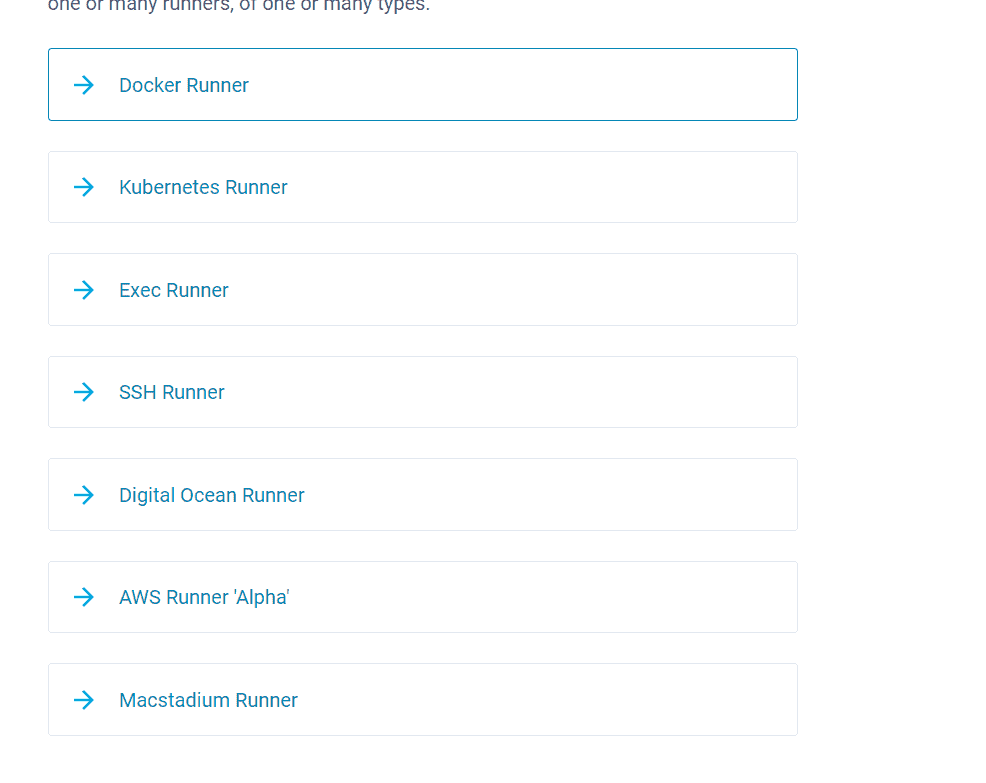 one or many runners, of one or many types.
Docker Runner
Kubernetes Runner
Exec Runner
SSH Runner
Digital Ocean Runner
AWS Runner 'Alpha'
Macstadium Runner